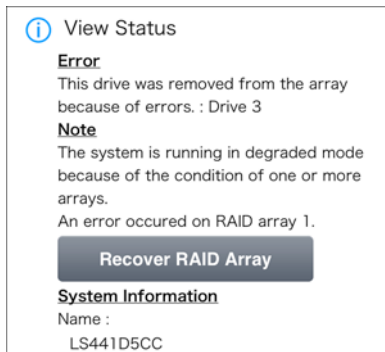 View Status
Error
This drive was removed from the array
because of errors. : Drive 3
Note
The system is running in degraded mode
because of the condition of one or more
arrays.
An error occured on RAID array 1.
Recover RAID Array
System Information
Name :
LS441D5CC